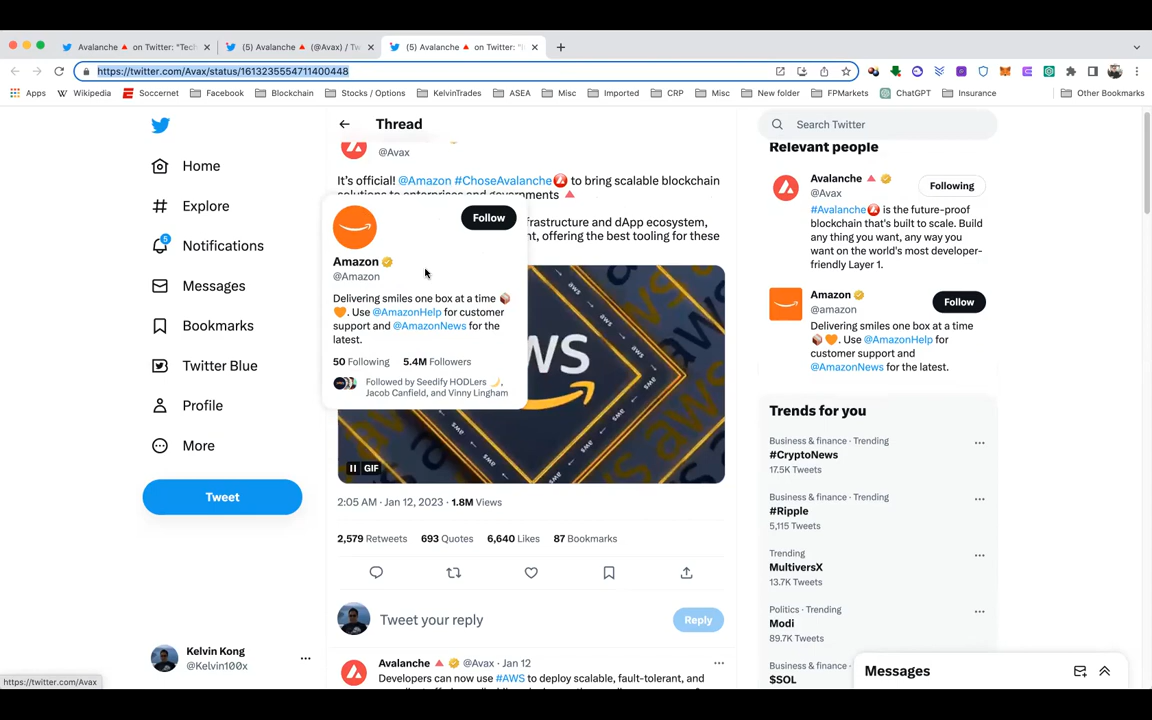 Avalanche 🔺 on Twitter: "Tech
(5) Avalanche 🔺 (@Avax) / Tw
(5) Avalanche 🔺 on Twitter: "I
https://twitter.com/Avax/status/1613235554711400448
Apps
Wikipedia
Soccernet
Facebook
Blockchain
Stocks / Options
KelvinTrades
ASEA
Misc
Imported
CRP
Misc
New folder
FPMarkets
ChatGPT
Insurance
Other Bookmarks
Home
Explore
5
Notifications
Messages
Bookmarks
Twitter Blue
Profile
More
Tweet
Kelvin Kong
@Kelvin100x
https://twitter.com/Avax
Thread
@Avax
It's official! @Amazon #ChoseAvalanche to bring scalable blockchain
solutions to enterprises and governments 🔺
frastructure and dApp ecosystem,
nt, offering the best tooling for these
Follow
Amazon
@Amazon
Delivering smiles one box at a time 📦
🧡. Use @AmazonHelp for customer
support and @AmazonNews for the
latest.
50 Following 5.4M Followers
Followed by Seedify HODLers 🌙,
Jacob Canfield, and Vinny Lingham
aws
GIF
2:05 AM · Jan 12, 2023 · 1.8M Views
2,579 Retweets 693 Quotes 6,640 Likes 87 Bookmarks
Tweet your reply
Reply
Avalanche 🔺 @Avax · Jan 12
Developers can now use #AWS to deploy scalable, fault-tolerant, and
Search Twitter
Relevant people
Avalanche 🔺
@Avax
Following
#Avalanche is the future-proof
blockchain that's built to scale. Build
any thing you want, any way you
want on the world's most developer-
friendly Layer 1.
Amazon
@amazon
Follow
Delivering smiles one box at a time
📦🧡. Use @AmazonHelp for
customer support and
@AmazonNews for the latest.
Trends for you
Business & finance · Trending
#CryptoNews
17.5K Tweets
Business & finance · Trending
#Ripple
5,115 Tweets
Trending
MultiversX
13.7K Tweets
Politics · Trending
Modi
89.7K Tweets
Business & finance · Trending
$SOL
Messages